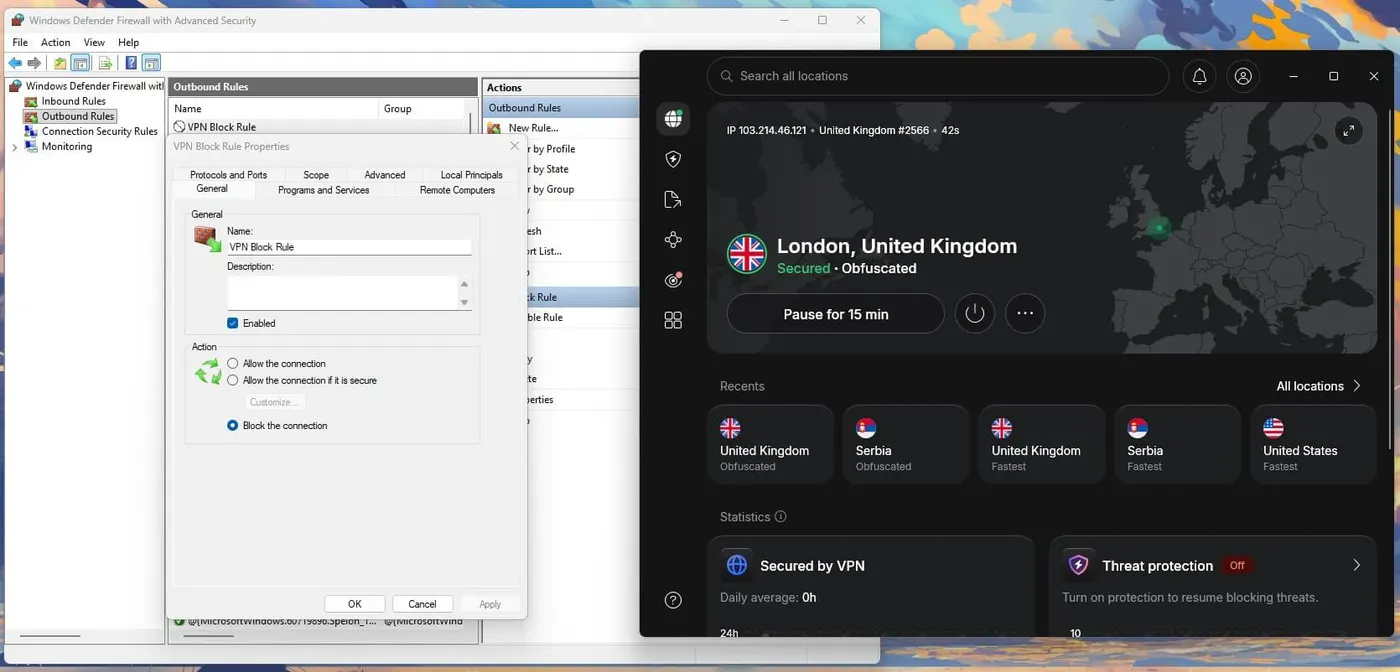 Windows Defender Firewall with Advanced Security
File Action View Help
Windows Defender Firewall wit
Inbound Rules
Outbound Rules
Connection Security Rules
Monitoring
Outbound Rules
Name Group
VPN Block Rule
Actions
Outbound Rules
New Rule...
r by Profile
r by State
r by Group
esh
ort List...
ck Rule
ble Rule
te
perties
VPN Block Rule Properties
Protocols and Ports Scope Advanced Local Principals
General Programs and Services Remote Computers
General
Name:
VPN Block Rule
Description:
Enabled
Action
Allow the connection
Allow the connection if it is secure
Customize...
Block the connection
OK Cancel Apply
Search all locations
IP 103.214.46.121 • United Kingdom #2566 • 42s
London, United Kingdom
Secured • Obfuscated
Pause for 15 min
Recents
All locations
United Kingdom
Obfuscated
Serbia
Obfuscated
United Kingdom
Fastest
Serbia
Fastest
United States
Fastest
Statistics
Secured by VPN
Daily average: 0h
24h
Threat protection Off
Turn on protection to resume blocking threats.
10